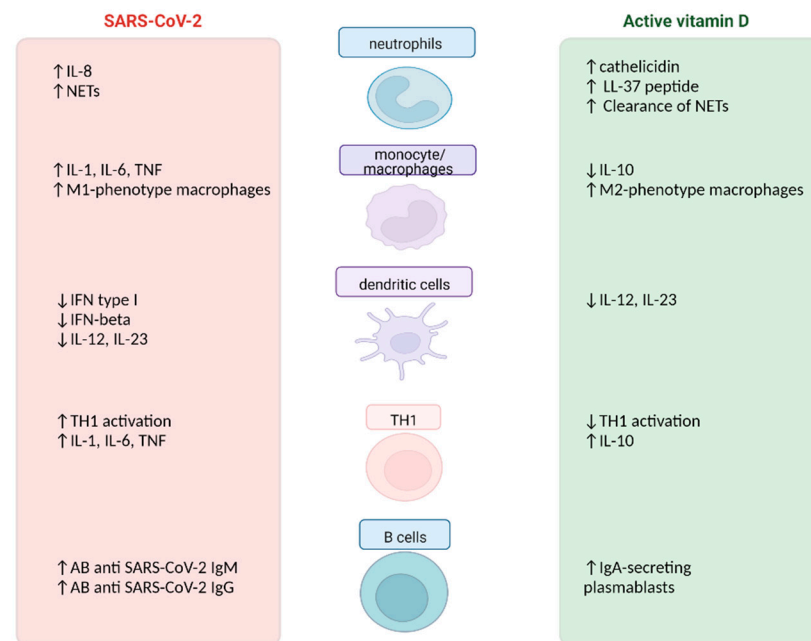 SARS-CoV-2
Active vitamin D
neutrophils
↑ IL-8
↑ NETs
↑ cathelicidin
↑ LL-37 peptide
↑ Clearance of NETs
monocyte/
macrophages
↑ IL-1, IL-6, TNF
↑ M1-phenotype macrophages
↓ IL-10
↑ M2-phenotype macrophages
dendritic cells
↓ IFN type I
↓ IFN-beta
↓ IL-12, IL-23
↓ IL-12, IL-23
TH1
↑ TH1 activation
↑ IL-1, IL-6, TNF
↓ TH1 activation
↑ IL-10
B cells
↑ AB anti SARS-CoV-2 IgM
↑ AB anti SARS-CoV-2 IgG
↑ IgA-secreting
plasmablasts